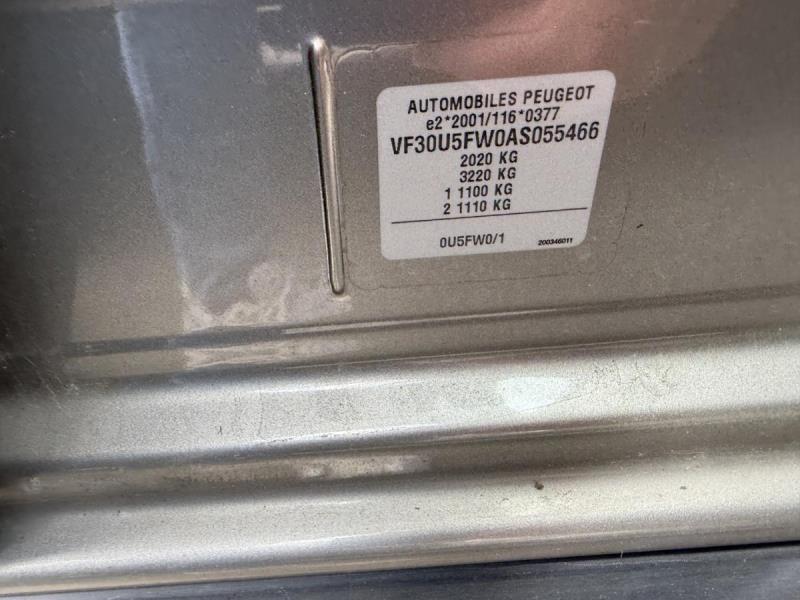 AUTOMOBILES PEUGEOT
e2*2001/116*0377
VF30U5FW0AS055466
2020 KG
3220 KG
1 1100 KG
2 1110 KG
0U5FW0/1 200346011